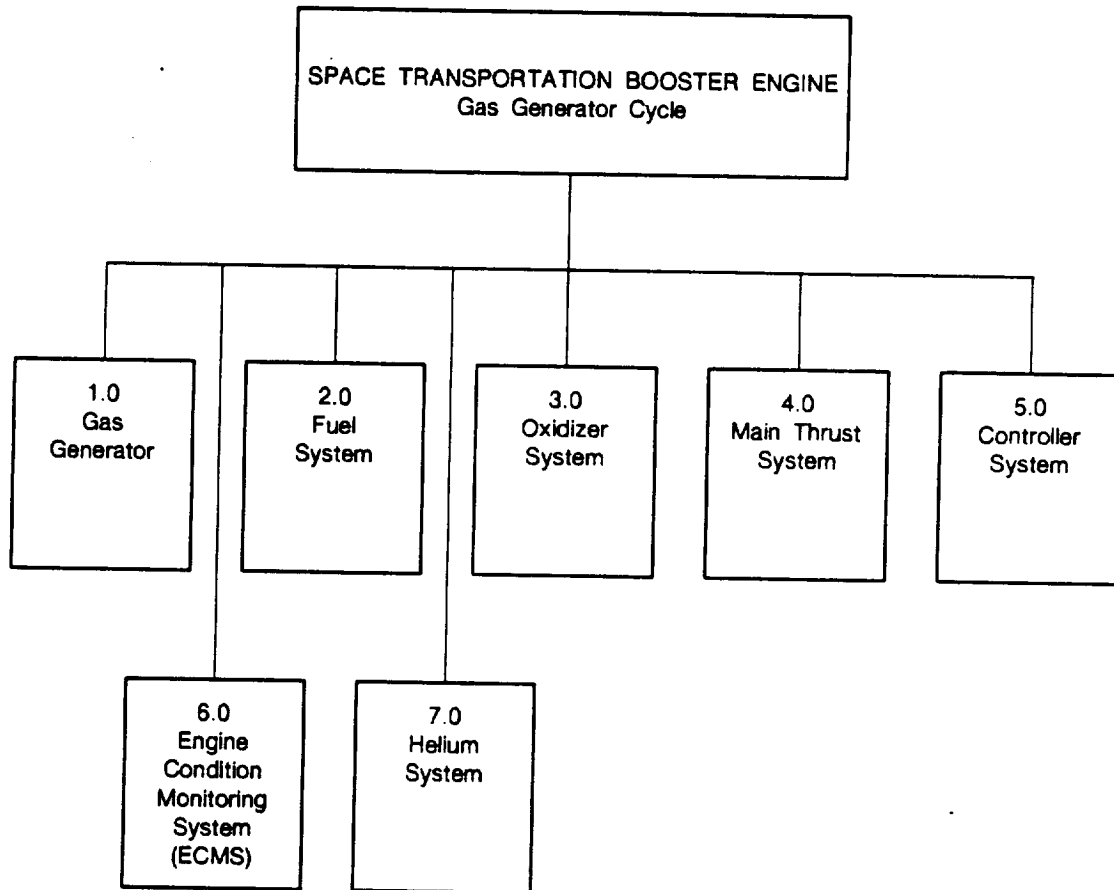 SPACE TRANSPORTATION BOOSTER ENGINE
Gas Generator Cycle
1.0
Gas
Generator
2.0
Fuel
System
3.0
Oxidizer
System
4.0
Main Thrust
System
5.0
Controller
System
6.0
Engine
Condition
Monitoring
System
(ECMS)
7.0
Helium
System